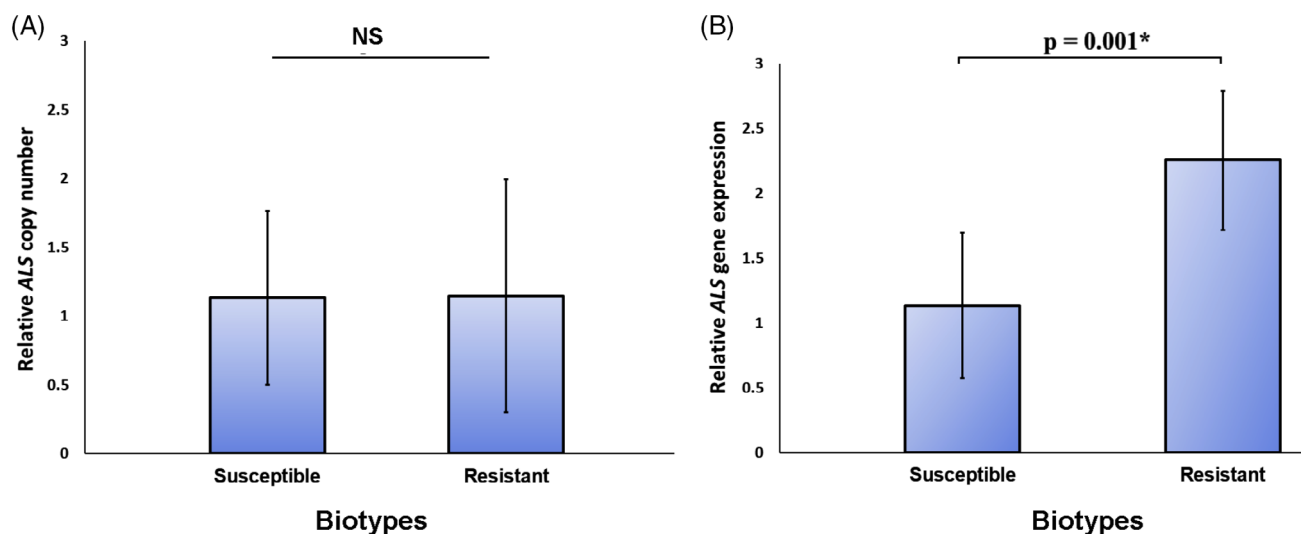 (A)
NS
3
2.5
2
1.5
1
0.5
0
Relative ALS copy number
Susceptible
Resistant
Biotypes
(B)
p = 0.001*
3
2.5
2
1.5
1
0.5
0
Relative ALS gene expression
Susceptible
Resistant
Biotypes